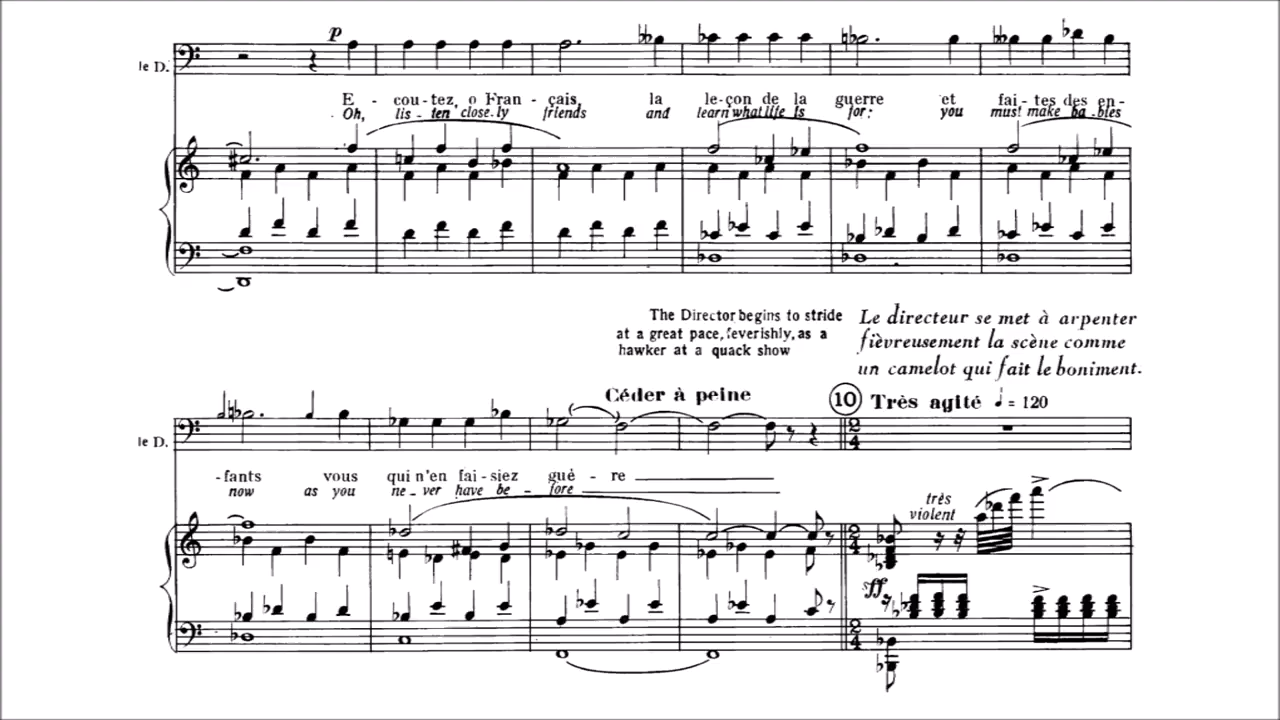 p
le D.
E - cou - tez, o Fran - çais, la le - çon de la guerre et fai - tes des en -
Oh, lis - ten close - ly friends and learn what life is for; you must make ba - bies
The Director begins to stride
at a great pace, feverishly, as a
hawker at a quack show
Le directeur se met à arpenter
fièvreusement la scène comme
un camelot qui fait le boniment.
Céder à peine
10 Très agité ♩ = 120
le D.
-fants vous qui n'en fai - siez guè - re
now as you ne - ver have be - fore
très
violent
ff